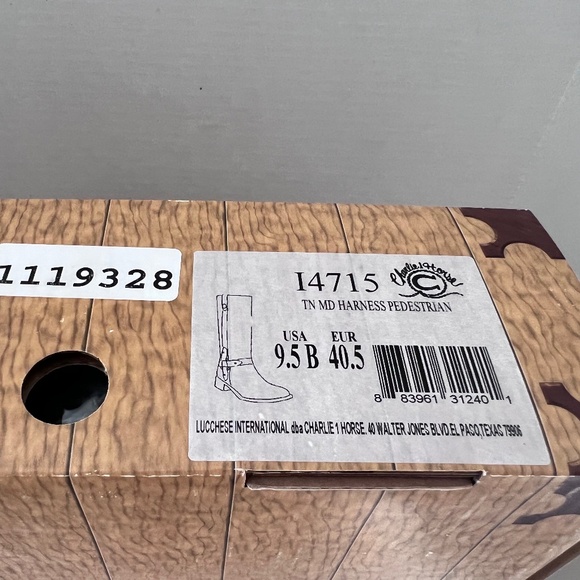 1119328
I4715
Charlie 1 Horse
C
TN MD HARNESS PEDESTRIAN
USA EUR
9.5 B 40.5
8 83961 31240 1
LUCCHESE INTERNATIONAL dba CHARLIE 1 HORSE. 40 WALTER JONES BLVD.EL PASO,TEXAS 79906